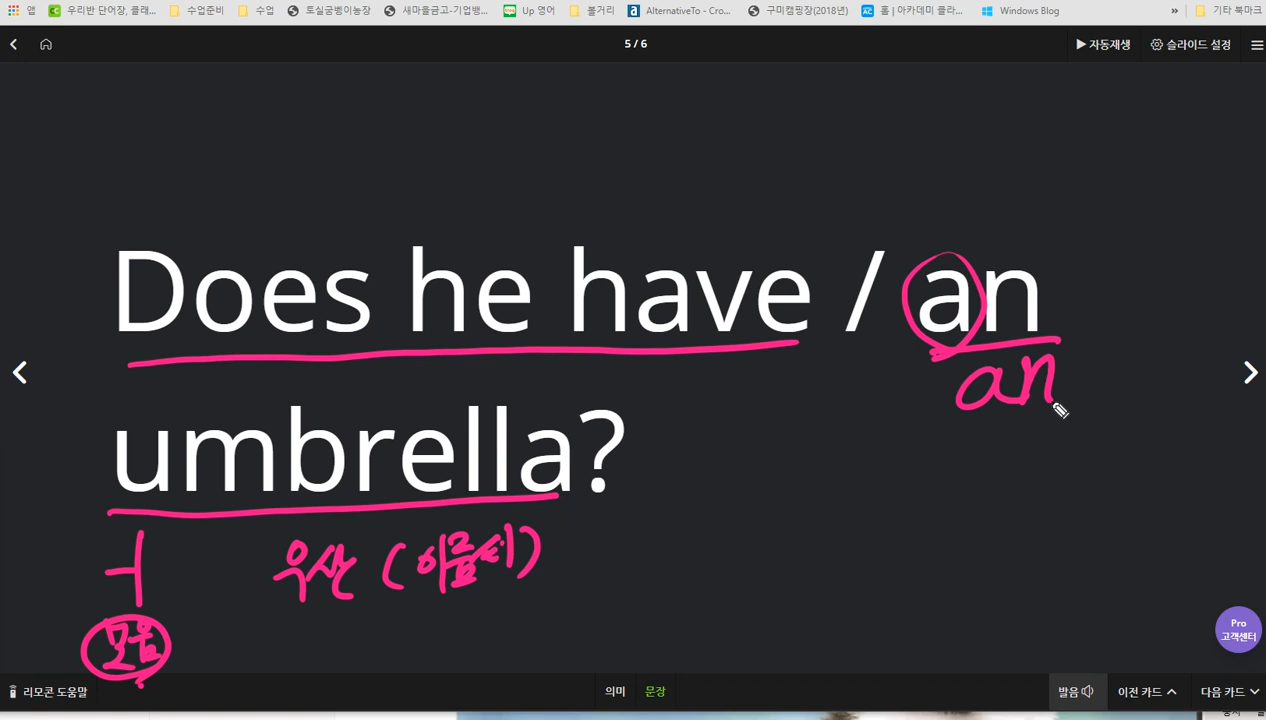 앱 우리반 단어장, 클래... 수업준비 수업 토실굼벵이농장 새마을금고-기업뱅... Up 영어 볼거리 AlternativeTo - Cro... 구미캠핑장(2018년) 홈 | 아카데미 클라... Windows Blog » 기타 북마크
5 / 6 자동재생 슬라이드 설정
Does he have / an
an
umbrella?
ㅓ 우산 (이름씨)
모음
Pro
고객센터
리모콘 도움말 의미 문장 발음 이전 카드 다음 카드